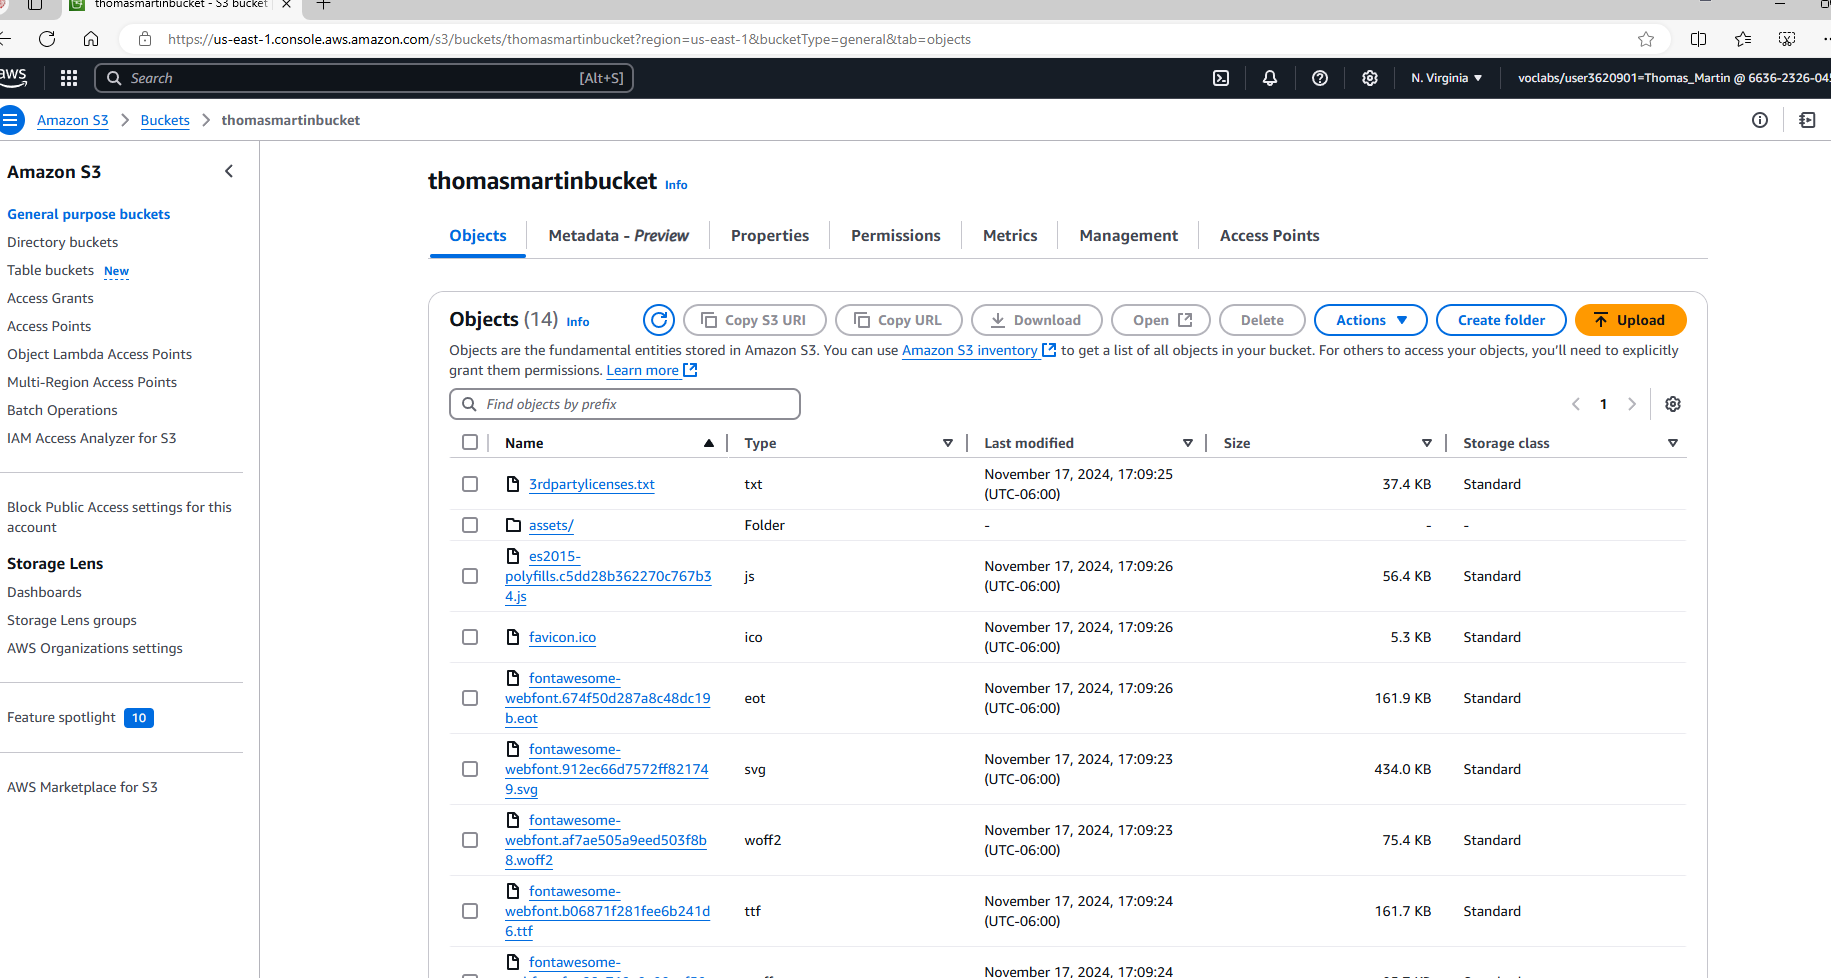 thomasmartinbucket - S3 bucket
https://us-east-1.console.aws.amazon.com/s3/buckets/thomasmartinbucket?region=us-east-1&bucketType=general&tab=objects
aws
Search [Alt+S]
N. Virginia
voclabs/user3620901=Thomas_Martin @ 6636-2326-04
Amazon S3 > Buckets > thomasmartinbucket
Amazon S3
General purpose buckets
Directory buckets
Table buckets New
Access Grants
Access Points
Object Lambda Access Points
Multi-Region Access Points
Batch Operations
IAM Access Analyzer for S3
Block Public Access settings for this
account
Storage Lens
Dashboards
Storage Lens groups
AWS Organizations settings
Feature spotlight 10
AWS Marketplace for S3
thomasmartinbucket Info
Objects
Metadata - Preview
Properties
Permissions
Metrics
Management
Access Points
Objects (14) Info
Copy S3 URI
Copy URL
Download
Open
Delete
Actions
Create folder
Upload
Objects are the fundamental entities stored in Amazon S3. You can use Amazon S3 inventory to get a list of all objects in your bucket. For others to access your objects, you’ll need to explicitly
grant them permissions. Learn more
Find objects by prefix
1
Name Type Last modified Size Storage class
3rdpartylicenses.txt txt November 17, 2024, 17:09:25
(UTC-06:00) 37.4 KB Standard
assets/ Folder - - -
es2015-
polyfills.c5dd28b362270c767b3
4.js
js November 17, 2024, 17:09:26
(UTC-06:00) 56.4 KB Standard
favicon.ico ico November 17, 2024, 17:09:26
(UTC-06:00) 5.3 KB Standard
fontawesome-
webfont.674f50d287a8c48dc19
b.eot
eot November 17, 2024, 17:09:26
(UTC-06:00) 161.9 KB Standard
fontawesome-
webfont.912ec66d7572ff82174
9.svg
svg November 17, 2024, 17:09:23
(UTC-06:00) 434.0 KB Standard
fontawesome-
webfont.af7ae505a9eed503f8b
8.woff2
woff2 November 17, 2024, 17:09:23
(UTC-06:00) 75.4 KB Standard
fontawesome-
webfont.b06871f281fee6b241d
6.ttf
ttf November 17, 2024, 17:09:24
(UTC-06:00) 161.7 KB Standard
fontawesome-
November 17, 2024, 17:09:24